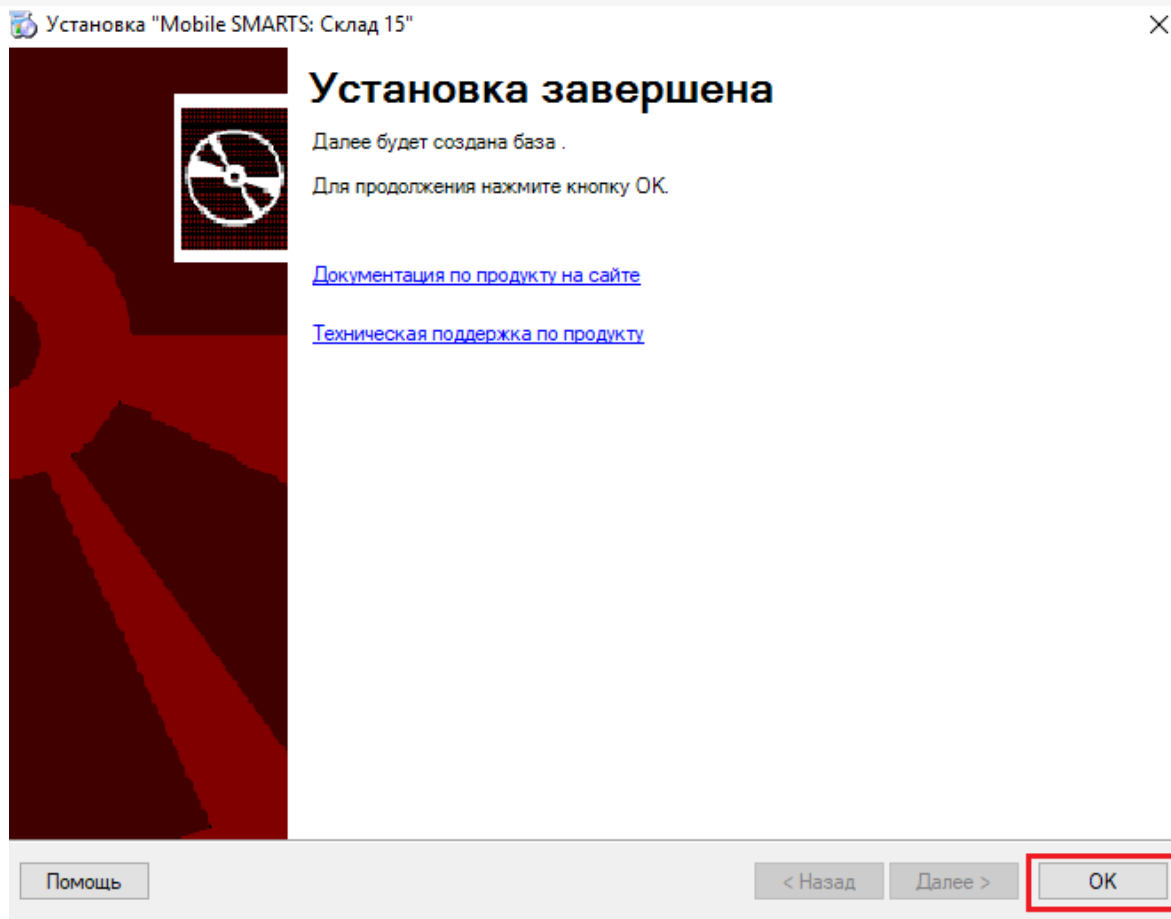 Установка "Mobile SMARTS: Склад 15"
Установка завершена
Далее будет создана база .
Для продолжения нажмите кнопку OK.
Документация по продукту на сайте
Техническая поддержка по продукту
Помощь
< Назад
Далее >
OK